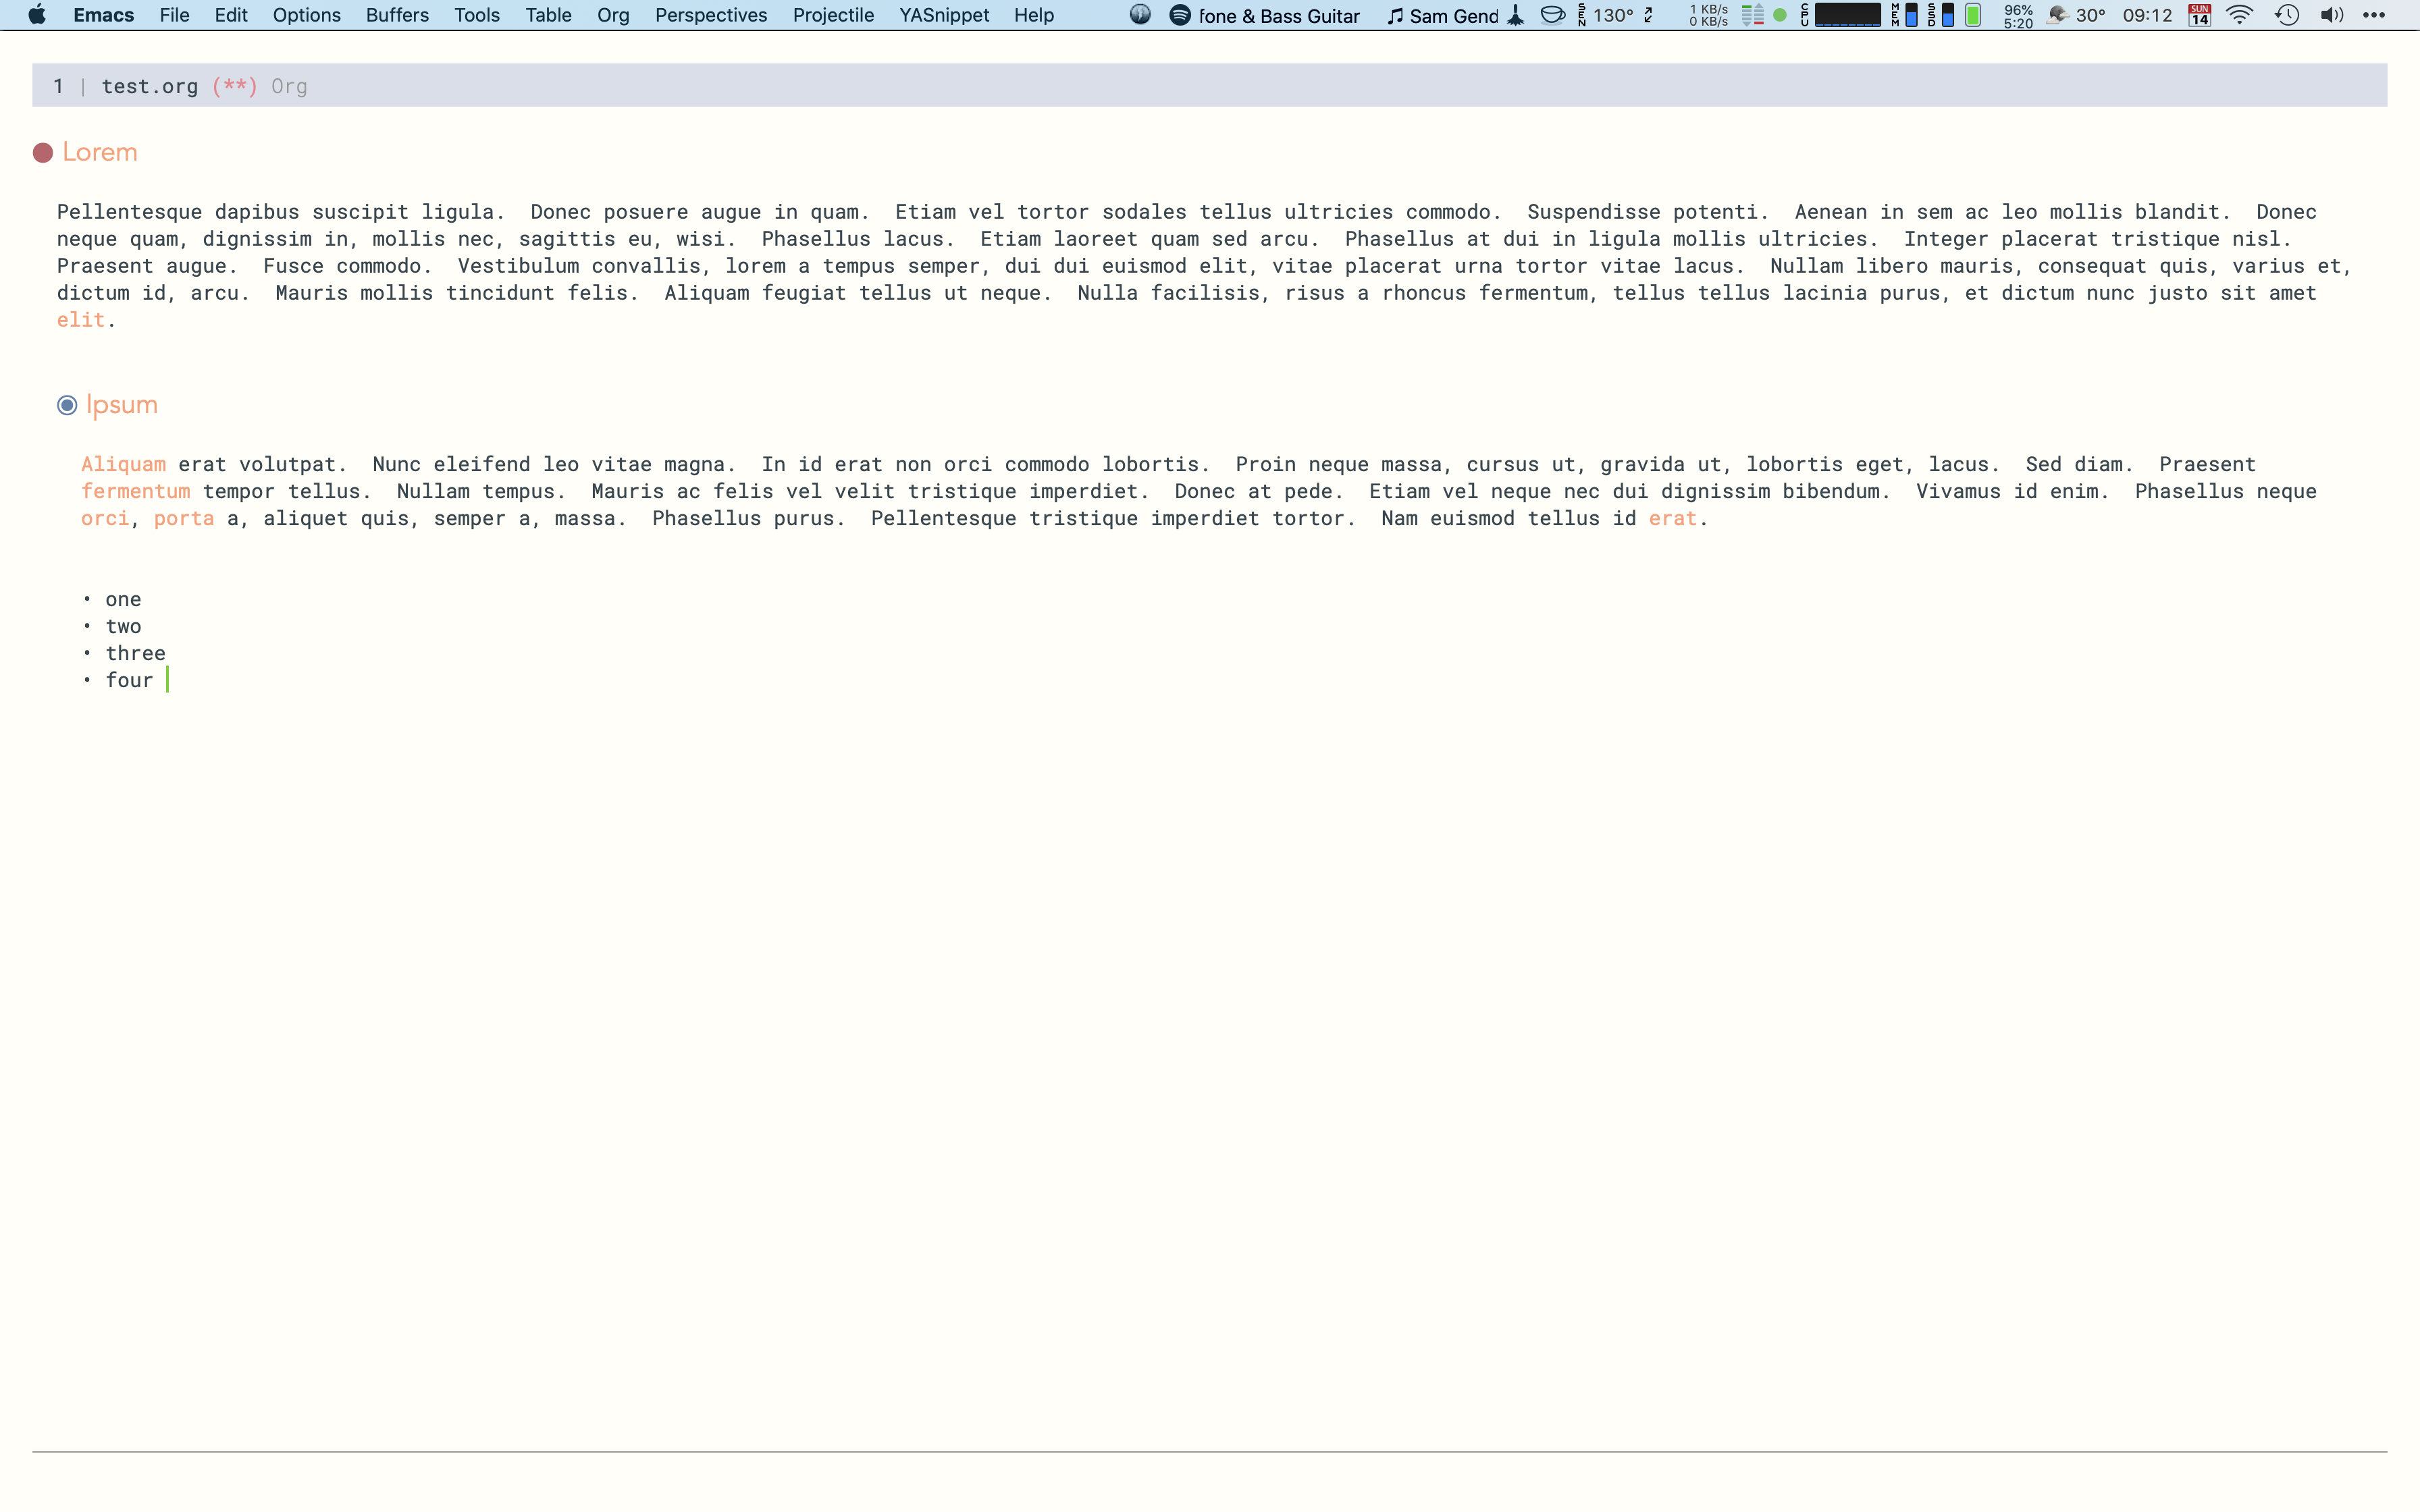 Emacs File Edit Options Buffers Tools Table Org Perspectives Projectile YASnippet Help fone & Bass Guitar Sam Gend SEN 130° 1 KB/s 0 KB/s CPU MEM SSD 96% 5:20 30° 09:12 SUN 14
1 | test.org (**) Org
Lorem
Pellentesque dapibus suscipit ligula.  Donec posuere augue in quam.  Etiam vel tortor sodales tellus ultricies commodo.  Suspendisse potenti.  Aenean in sem ac leo mollis blandit.  Donec
neque quam, dignissim in, mollis nec, sagittis eu, wisi.  Phasellus lacus.  Etiam laoreet quam sed arcu.  Phasellus at dui in ligula mollis ultricies.  Integer placerat tristique nisl.
Praesent augue.  Fusce commodo.  Vestibulum convallis, lorem a tempus semper, dui dui euismod elit, vitae placerat urna tortor vitae lacus.  Nullam libero mauris, consequat quis, varius et,
dictum id, arcu.  Mauris mollis tincidunt felis.  Aliquam feugiat tellus ut neque.  Nulla facilisis, risus a rhoncus fermentum, tellus tellus lacinia purus, et dictum nunc justo sit amet
elit.
Ipsum
Aliquam erat volutpat.  Nunc eleifend leo vitae magna.  In id erat non orci commodo lobortis.  Proin neque massa, cursus ut, gravida ut, lobortis eget, lacus.  Sed diam.  Praesent
fermentum tempor tellus.  Nullam tempus.  Mauris ac felis vel velit tristique imperdiet.  Donec at pede.  Etiam vel neque nec dui dignissim bibendum.  Vivamus id enim.  Phasellus neque
orci, porta a, aliquet quis, semper a, massa.  Phasellus purus.  Pellentesque tristique imperdiet tortor.  Nam euismod tellus id erat.
• one
• two
• three
• four